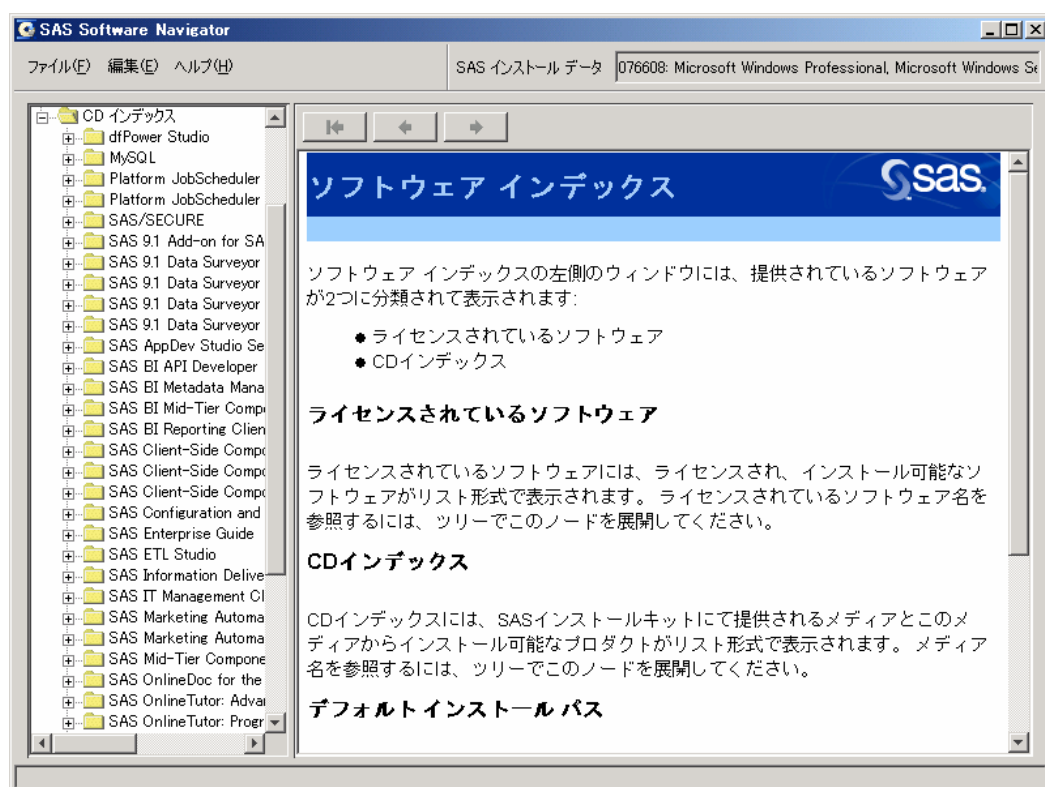 SAS Software Navigator
ファイル(F) 編集(E) ヘルプ(H)
SAS インストール データ 076608: Microsoft Windows Professional, Microsoft Windows Se
CD インデックス
dfPower Studio
MySQL
Platform JobScheduler
Platform JobScheduler
SAS/SECURE
SAS 9.1 Add-on for SA
SAS 9.1 Data Surveyor
SAS 9.1 Data Surveyor
SAS 9.1 Data Surveyor
SAS 9.1 Data Surveyor
SAS AppDev Studio Se
SAS BI API Developer
SAS BI Metadata Mana
SAS BI Mid-Tier Compo
SAS BI Reporting Clien
SAS Client-Side Compo
SAS Client-Side Compo
SAS Client-Side Compo
SAS Configuration and
SAS Enterprise Guide
SAS ETL Studio
SAS Information Delive
SAS IT Management Cl
SAS Marketing Automa
SAS Marketing Automa
SAS Mid-Tier Compone
SAS OnlineDoc for the
SAS OnlineTutor: Advan
SAS OnlineTutor: Progr
ソフトウェア インデックス
sas.
ソフトウェア インデックスの左側のウィンドウには、提供されているソフトウェア
が2つに分類されて表示されます:
● ライセンスされているソフトウェア
● CDインデックス
ライセンスされているソフトウェア
ライセンスされているソフトウェアには、ライセンスされ、インストール可能なソ
フトウェアがリスト形式で表示されます。 ライセンスされているソフトウェア名を
参照するには、ツリーでこのノードを展開してください。
CDインデックス
CDインデックスには、SASインストールキットにて提供されるメディアとこのメ
ディアからインストール可能なプロダクトがリスト形式で表示されます。 メディア
名を参照するには、ツリーでこのノードを展開してください。
デフォルト インストール パス